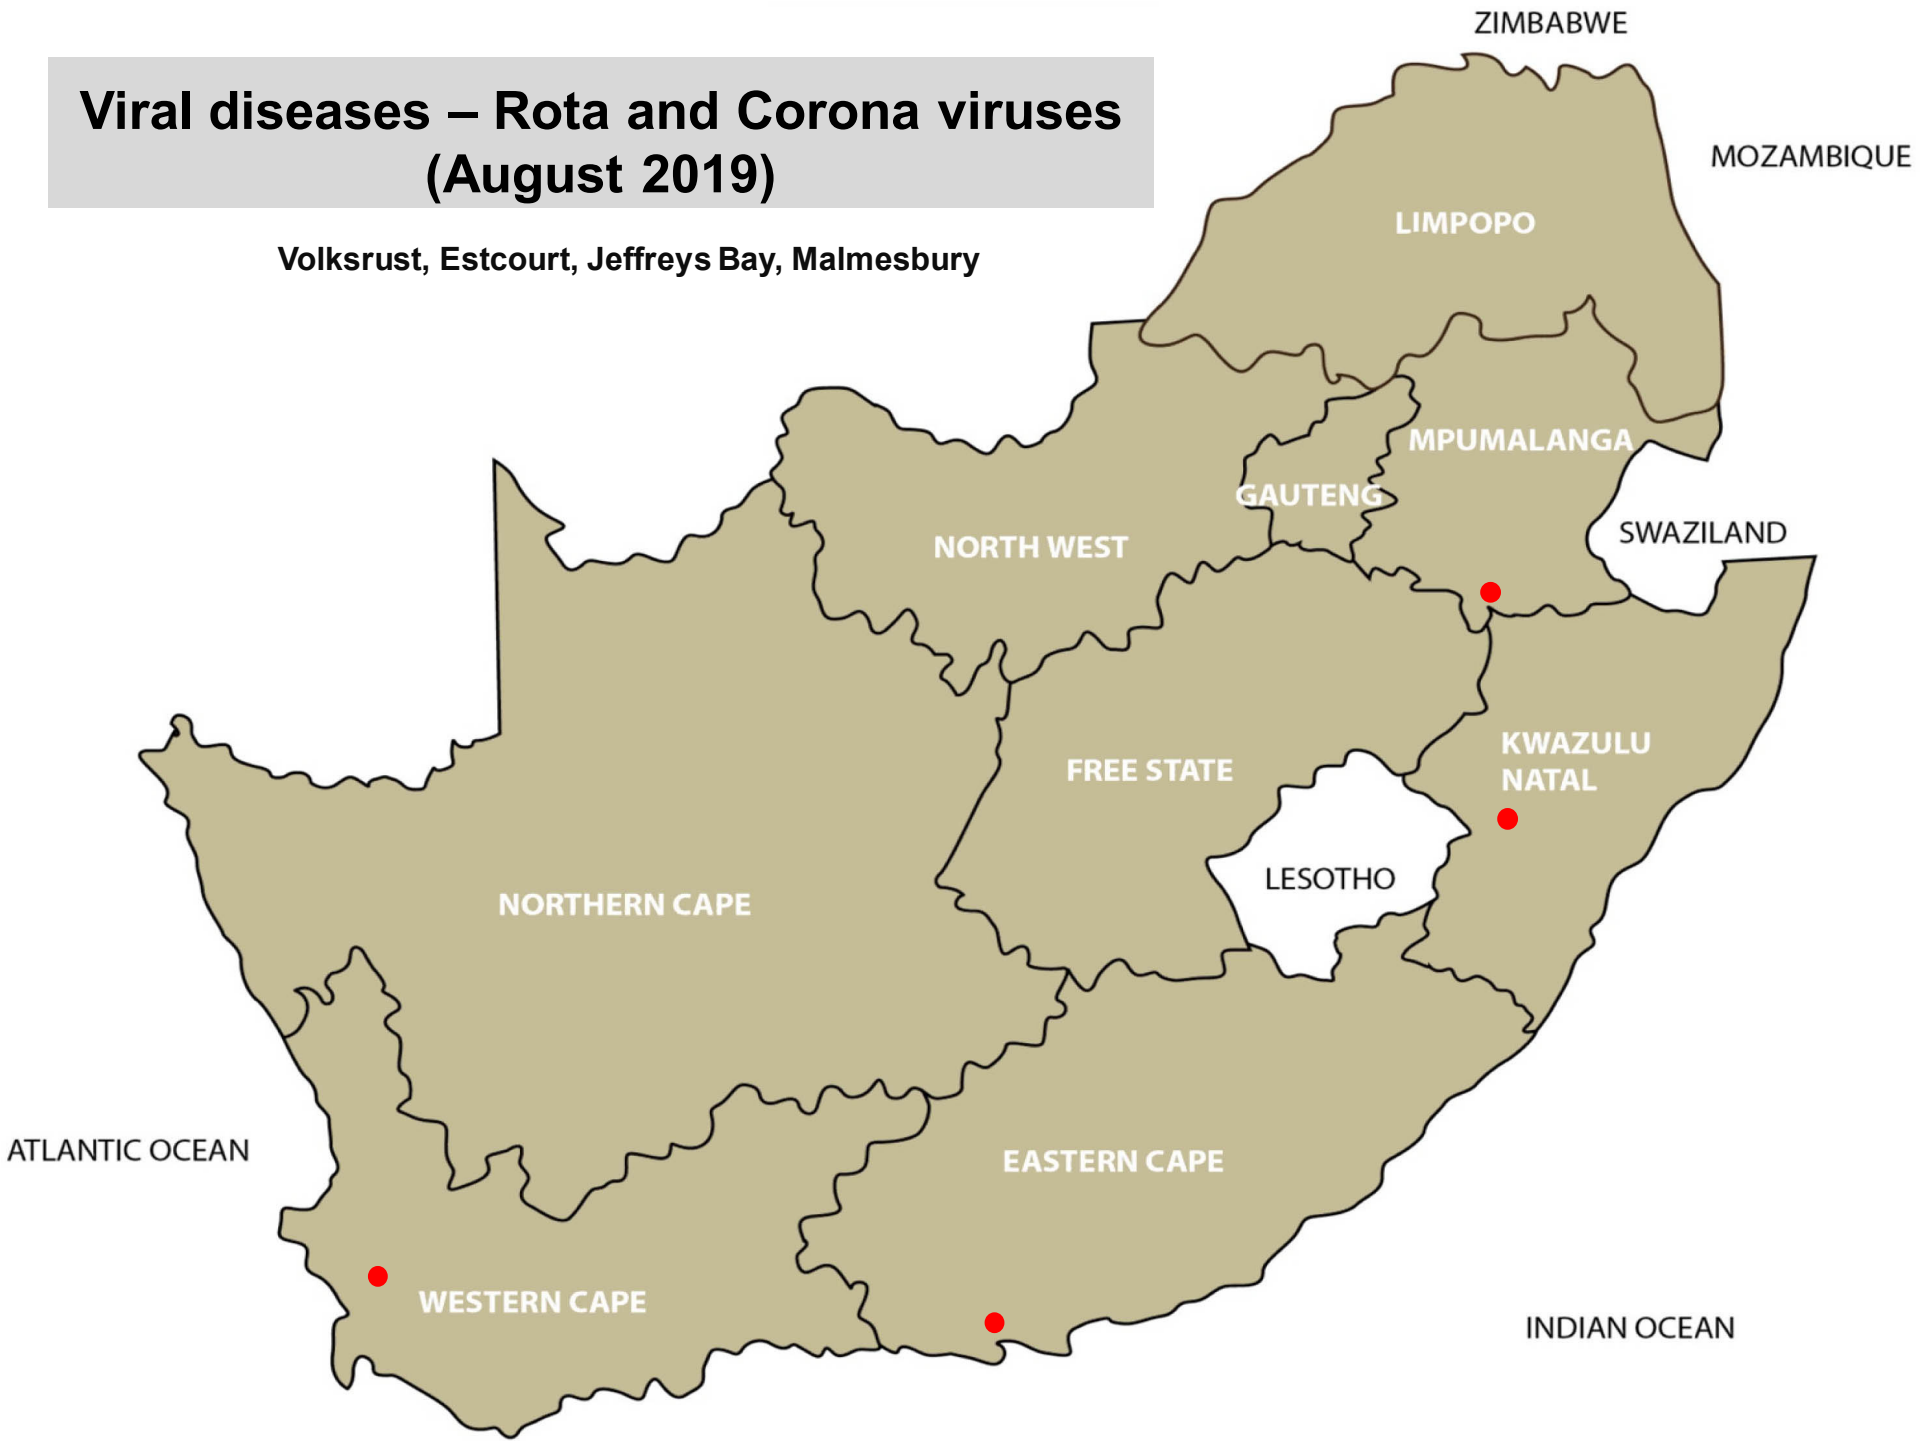 ZIMBABWE
Viral diseases – Rota and Corona viruses
(August 2019)
MOZAMBIQUE
LIMPOPO
Volksrust, Estcourt, Jeffreys Bay, Malmesbury
MPUMALANGA
GAUTENG
SWAZILAND
NORTH WEST
KWAZULU
NATAL
FREE STATE
LESOTHO
NORTHERN CAPE
ATLANTIC OCEAN
EASTERN CAPE
WESTERN CAPE
INDIAN OCEAN